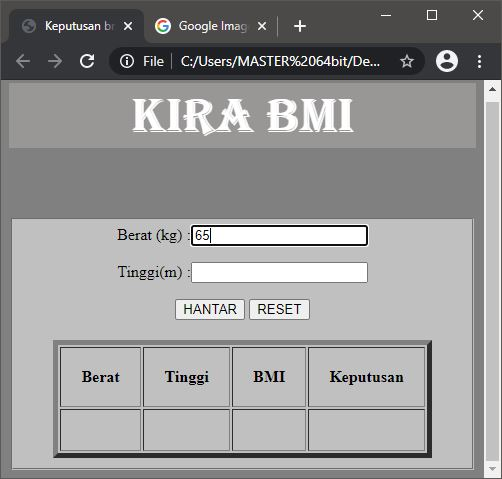 Keputusan br
Google Imag
File
C:/Users/MASTER%2064bit/De...
KIRA BMI
Berat (kg) :65
Tinggi(m) :
HANTAR RESET
Berat Tinggi BMI Keputusan